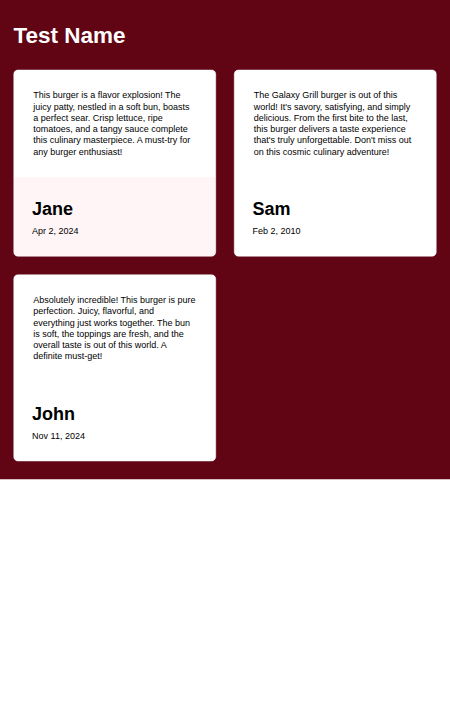 Test Name
This burger is a flavor explosion! The
juicy patty, nestled in a soft bun, boasts
a perfect sear. Crisp lettuce, ripe
tomatoes, and a tangy sauce complete
this culinary masterpiece. A must-try for
any burger enthusiast!
Jane
Apr 2, 2024
The Galaxy Grill burger is out of this
world! It's savory, satisfying, and simply
delicious. From the first bite to the last,
this burger delivers a taste experience
that's truly unforgettable. Don't miss out
on this cosmic culinary adventure!
Sam
Feb 2, 2010
Absolutely incredible! This burger is pure
perfection. Juicy, flavorful, and
everything just works together. The bun
is soft, the toppings are fresh, and the
overall taste is out of this world. A
definite must-get!
John
Nov 11, 2024